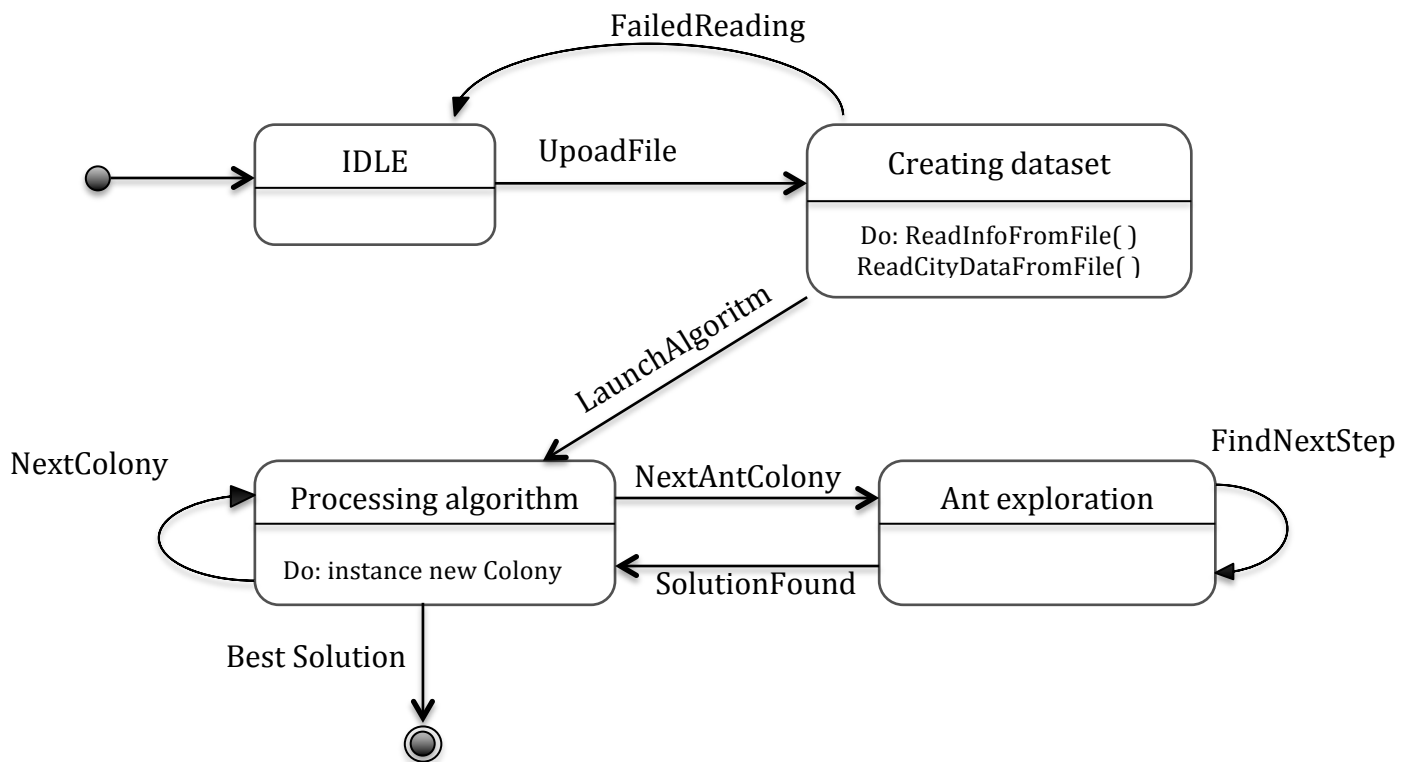 FailedReading
IDLE
UpoadFile
Creating dataset
Do: ReadInfoFromFile( )
ReadCityDataFromFile( )
LaunchAlgoritm
NextColony
FindNextStep
Processing algorithm
NextAntColony
Ant exploration
Do: instance new Colony
SolutionFound
Best Solution